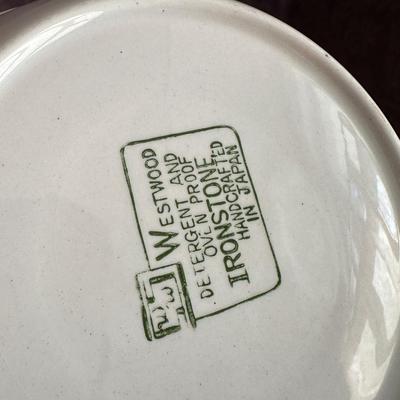 WESTWOOD
DETERGENT AND
OVEN PROOF
IRONSTONE
HANDCRAFTED
IN JAPAN